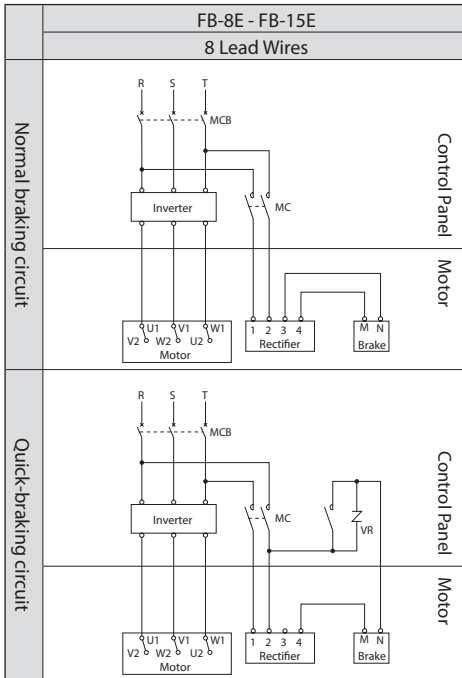 FB-8E - FB-15E
8 Lead Wires
Normal braking circuit
R S T
MCB
Control Panel
Inverter
MC
Motor
U1 V1 W1
V2 W2 U2
Motor
1 2 3 4
Rectifier
M N
Brake
Quick-braking circuit
R S T
MCB
Control Panel
Inverter
MC
VR
Motor
U1 V1 W1
V2 W2 U2
Motor
1 2 3 4
Rectifier
M N
Brake